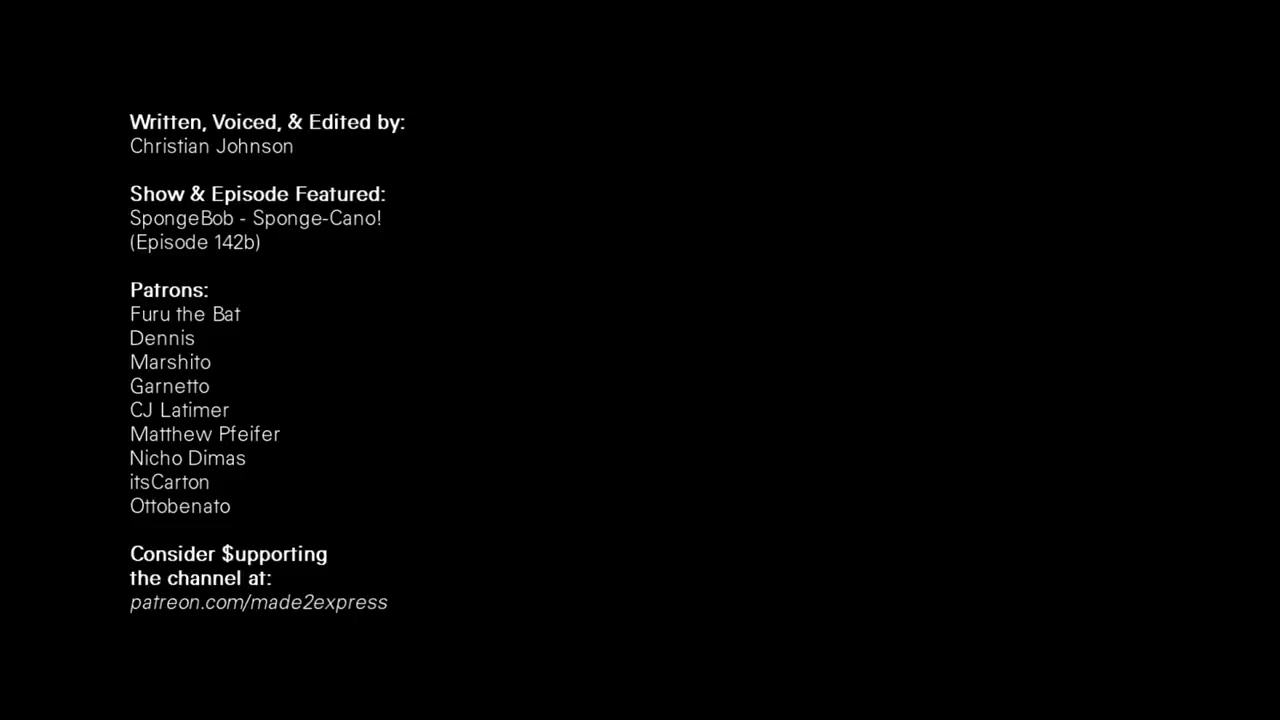 Written, Voiced, & Edited by:
Christian Johnson
Show & Episode Featured:
SpongeBob - Sponge-Cano!
(Episode 142b)
Patrons:
Furu the Bat
Dennis
Marshito
Garnetto
CJ Latimer
Matthew Pfeifer
Nicho Dimas
itsCarton
Ottobenato
Consider $upporting
the channel at:
patreon.com/made2express